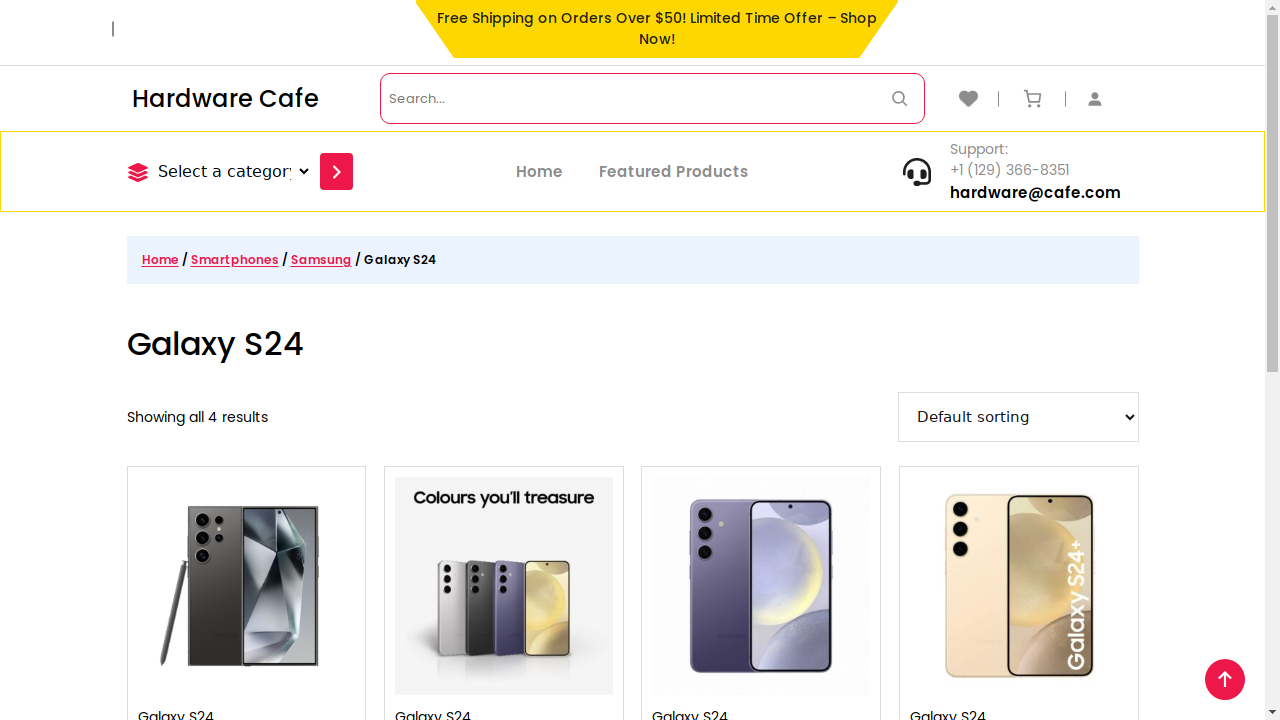 Free Shipping on Orders Over $50! Limited Time Offer – Shop
Now!
Hardware Cafe
Search...
Select a category
Home
Featured Products
Support:
+1 (129) 366-8351
hardware@cafe.com
Home / Smartphones / Samsung / Galaxy S24
Galaxy S24
Showing all 4 results
Default sorting
Colours you'll treasure
Galaxy S24+
Galaxy S24
Galaxy S24
Galaxy S24
Galaxy S24